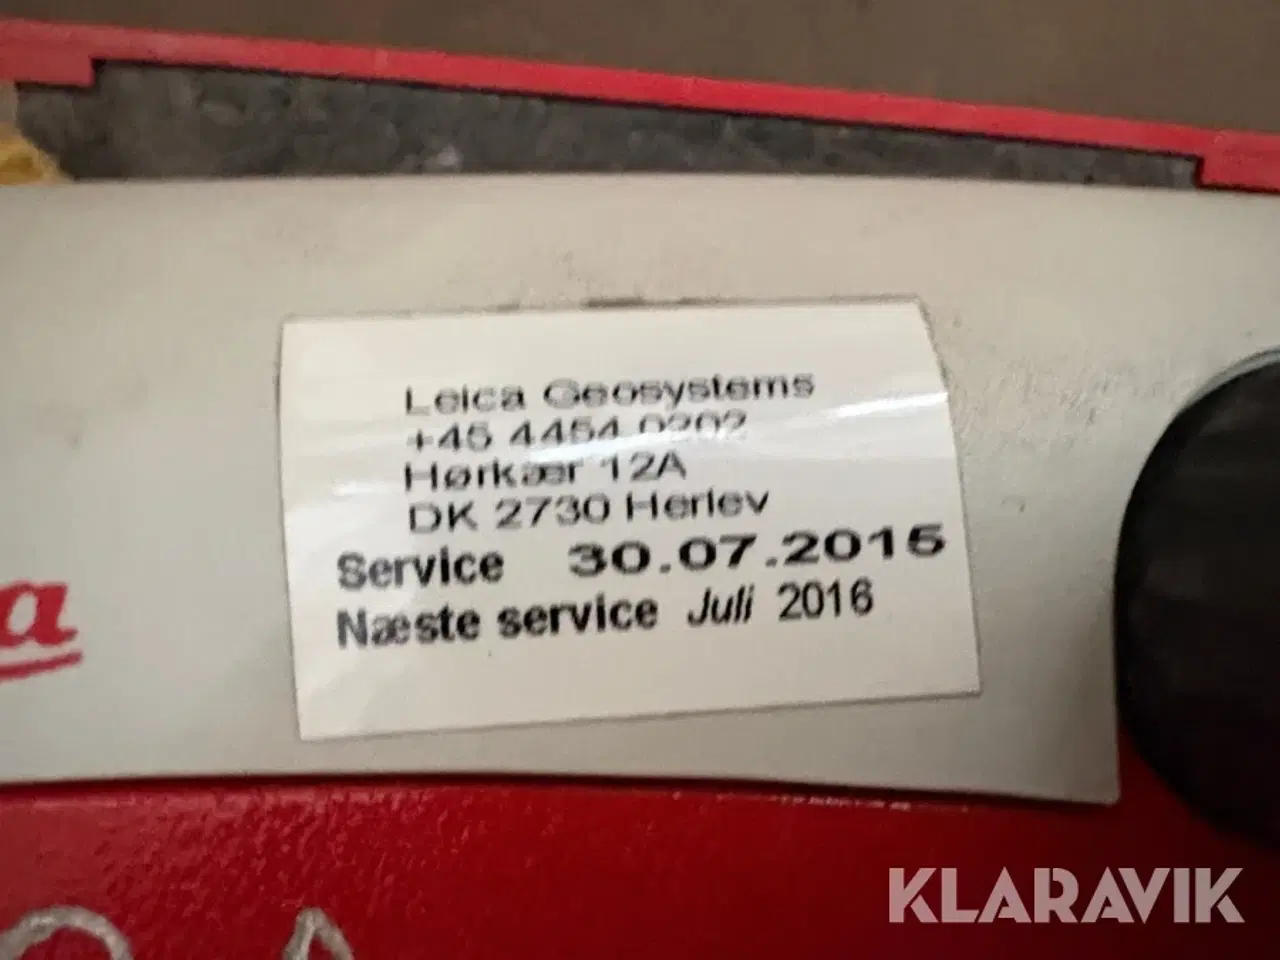 Leica Geosystems
+45 4454 0202
Hørkær 12A
DK 2730 Herlev
Service 30.07.2015
Næste service Juli 2016
a
KLARAVIK